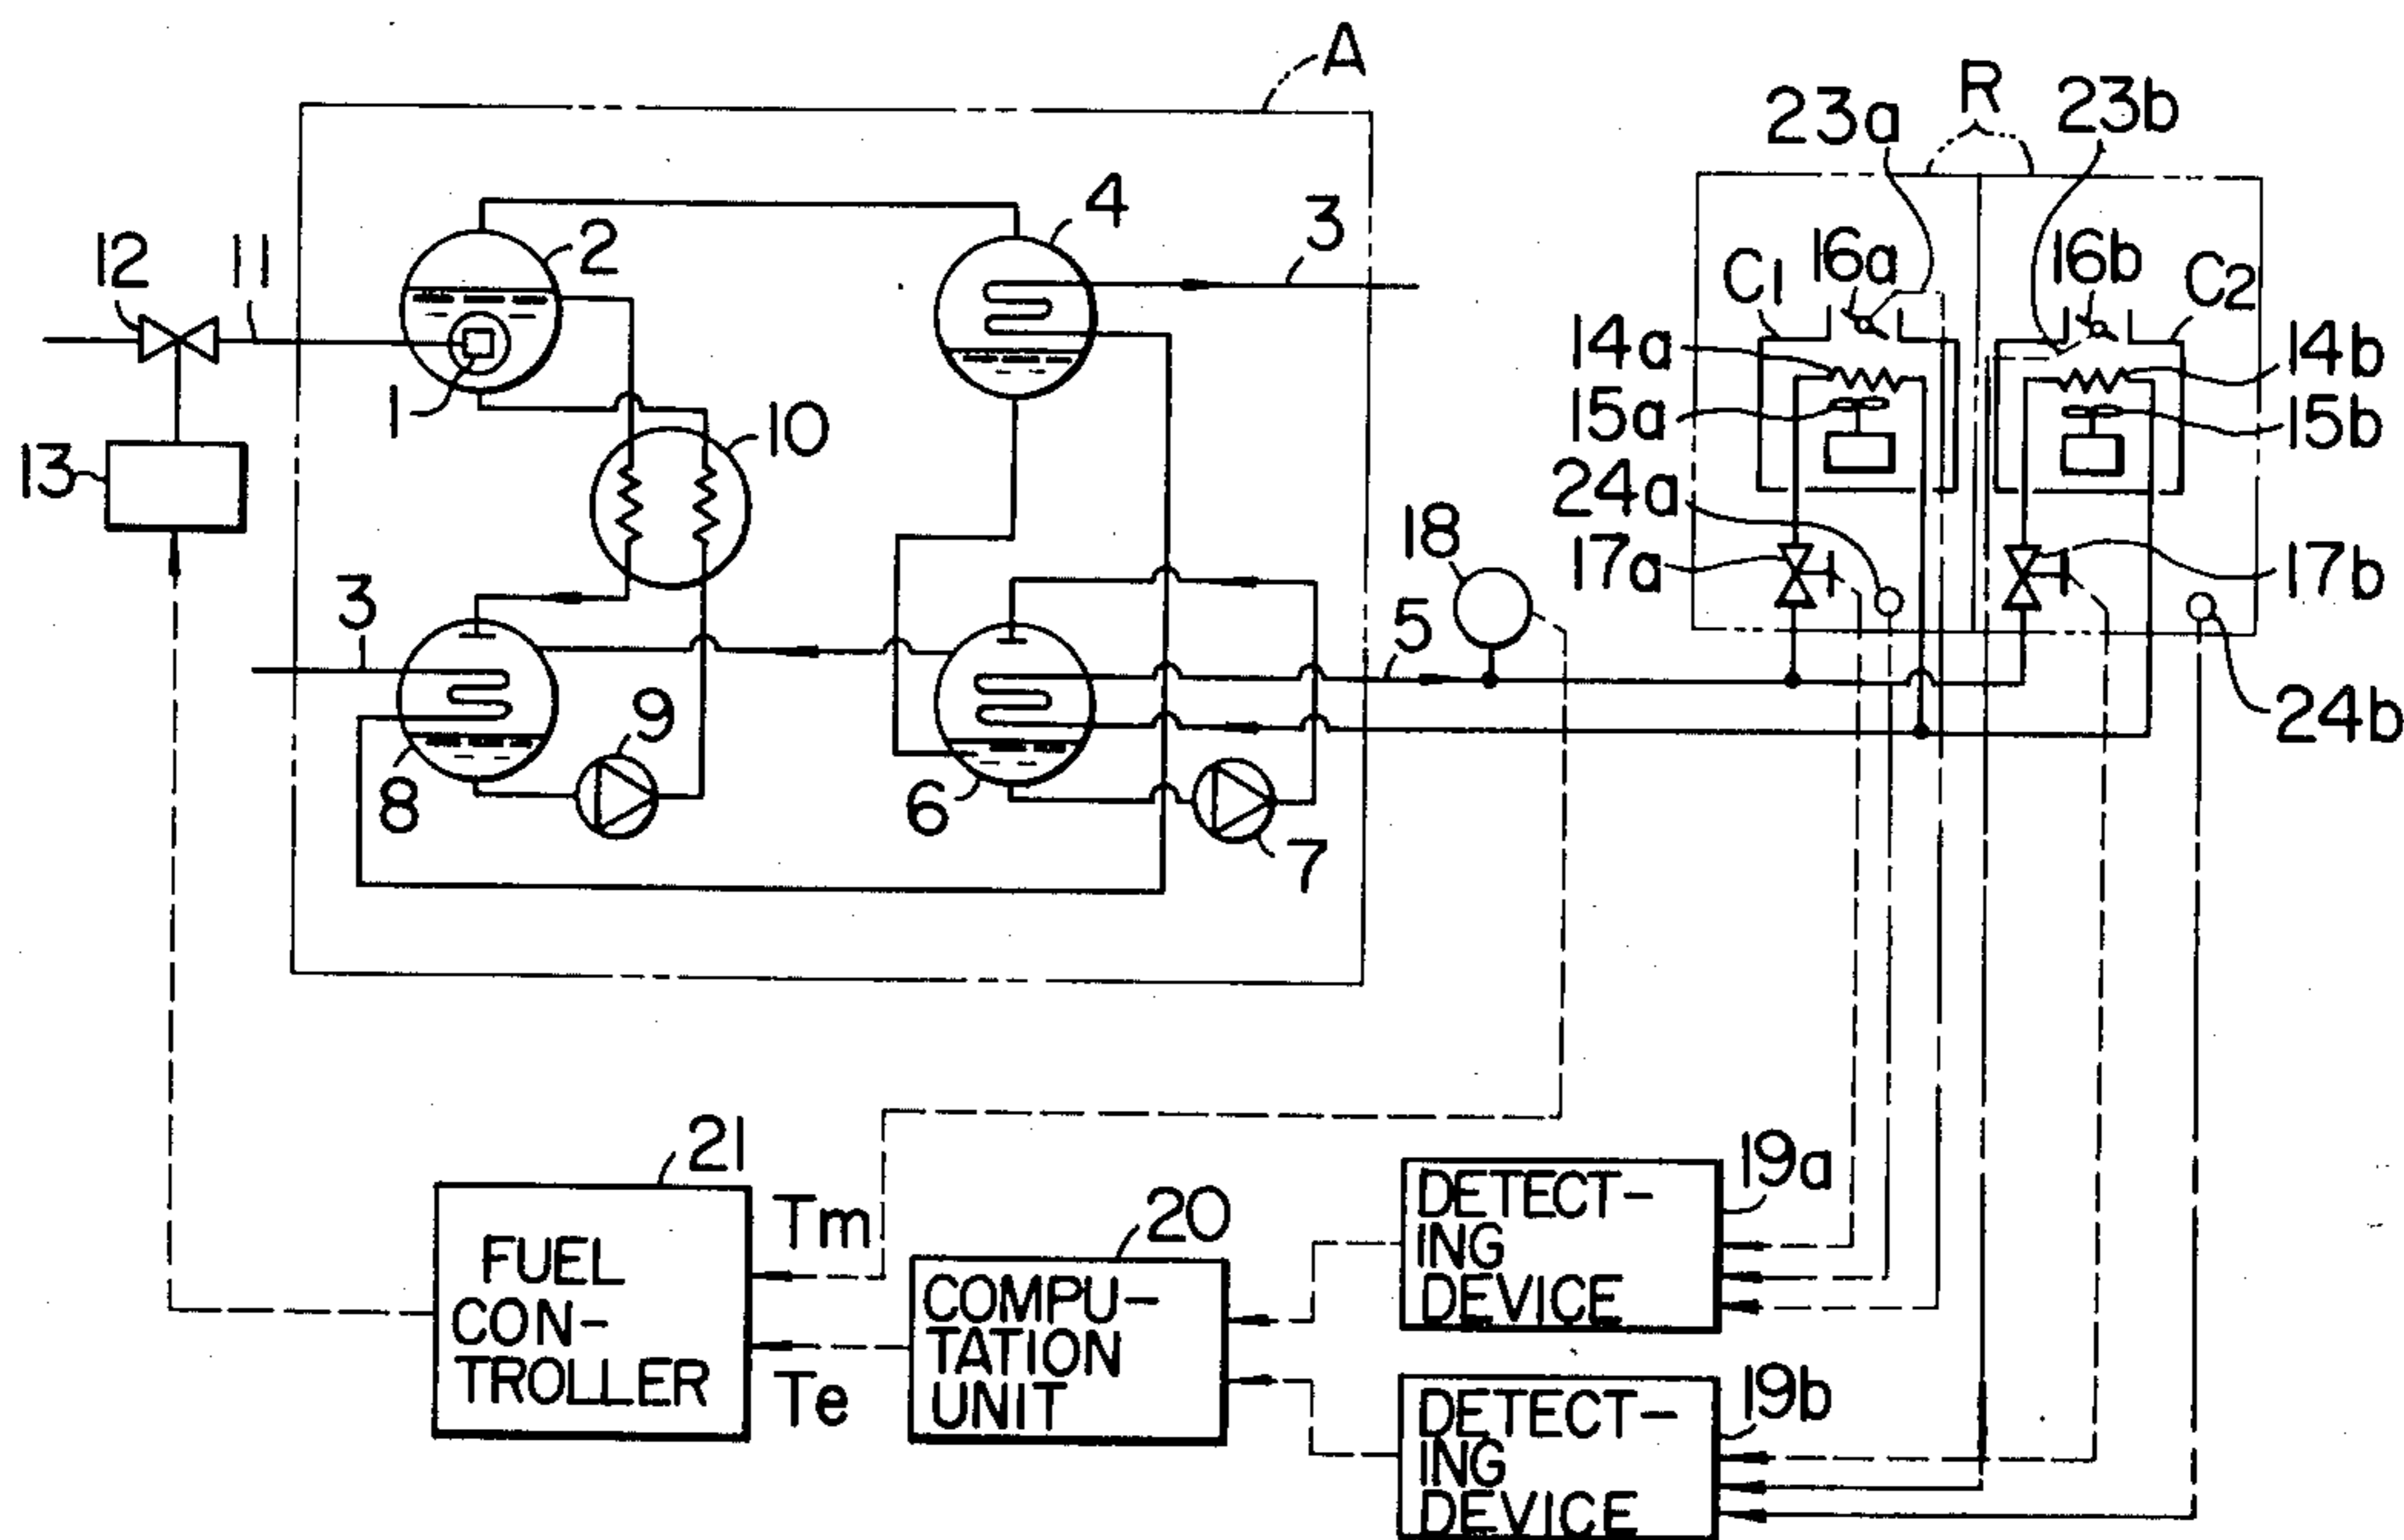 A
R
23a
23b
4
3
2
12
11
C1
16a
16b
C2
14a
14b
1
10
15a
15b
13
24a
18
17a
17b
3
5
9
24b
8
6
7
21
Tm
20
19a
DETECT-
ING
DEVICE
FUEL
CON-
TROLLER
COMPU-
TATION
UNIT
Te
19b
DETECT-
ING
DEVICE